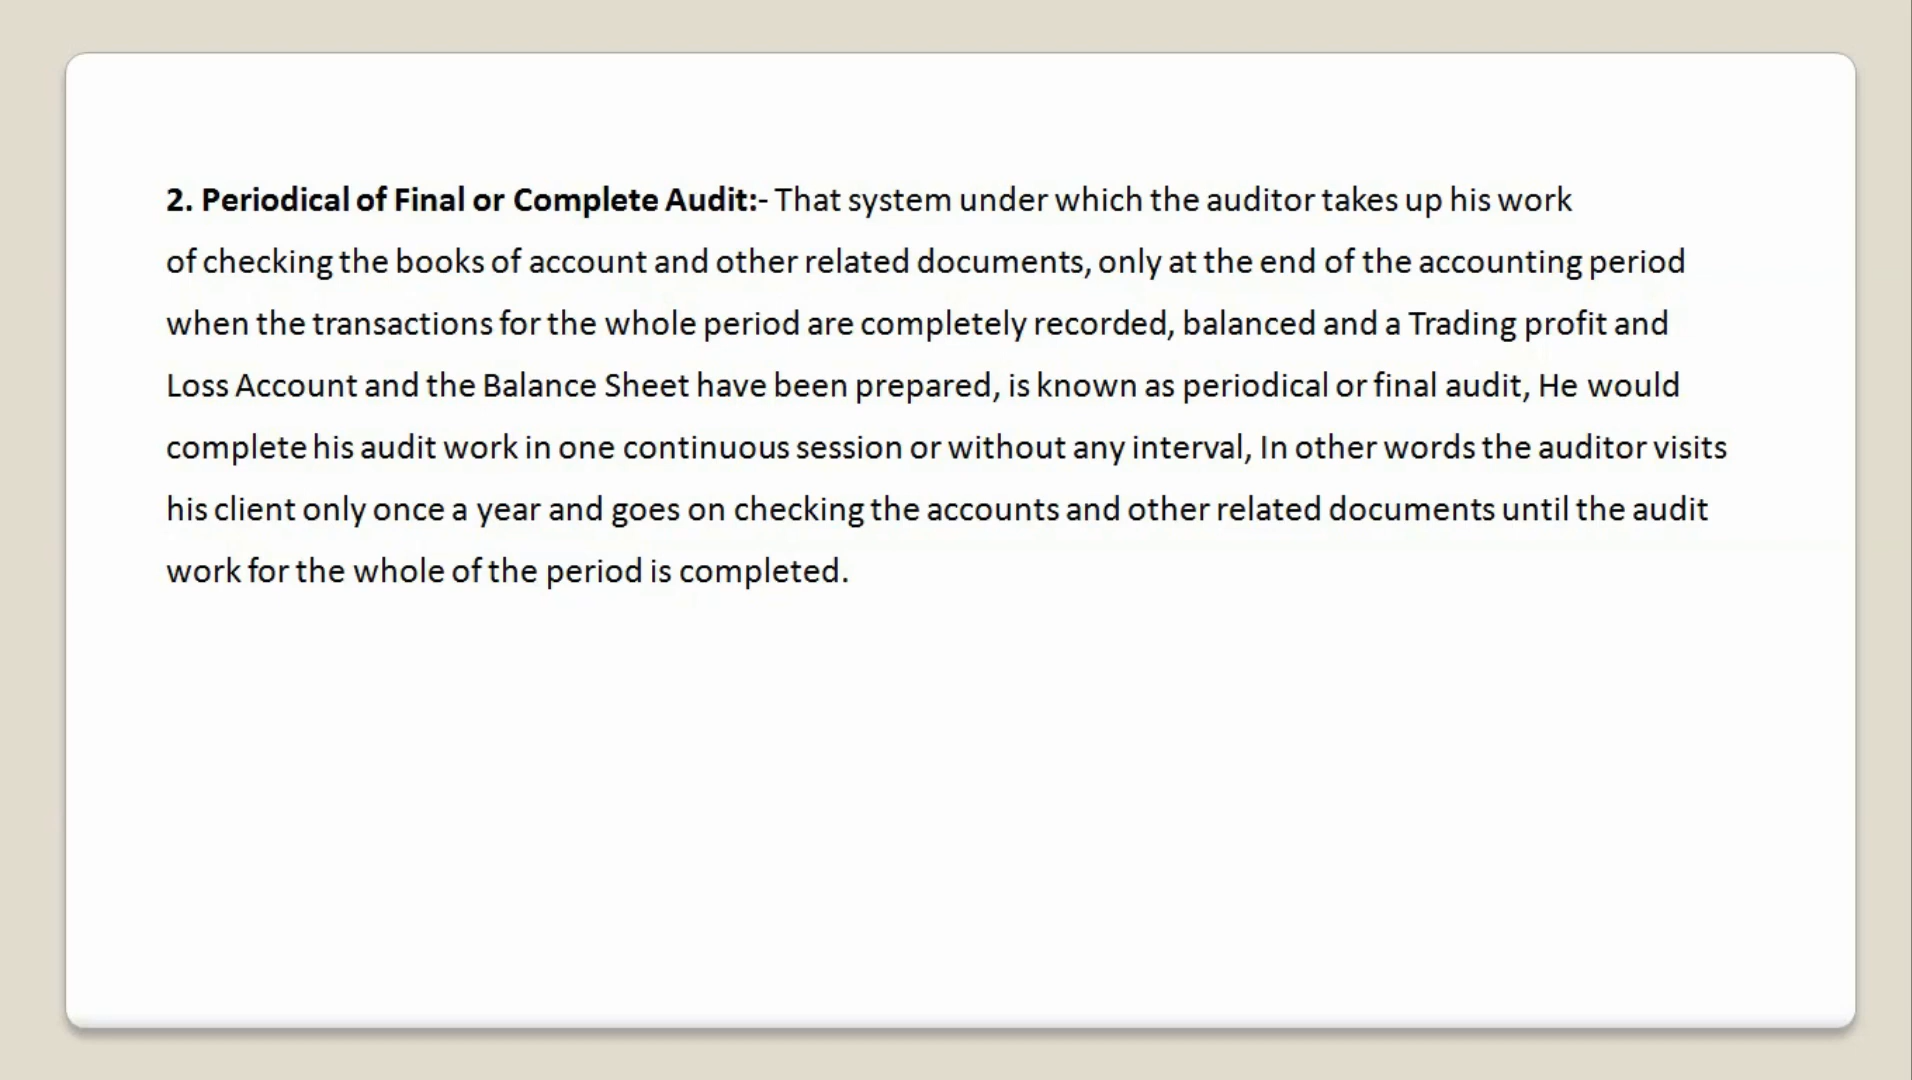 2. Periodical of Final or Complete Audit:- That system under which the auditor takes up his work
of checking the books of account and other related documents, only at the end of the accounting period
when the transactions for the whole period are completely recorded, balanced and a Trading profit and
Loss Account and the Balance Sheet have been prepared, is known as periodical or final audit, He would
complete his audit work in one continuous session or without any interval, In other words the auditor visits
his client only once a year and goes on checking the accounts and other related documents until the audit
work for the whole of the period is completed.